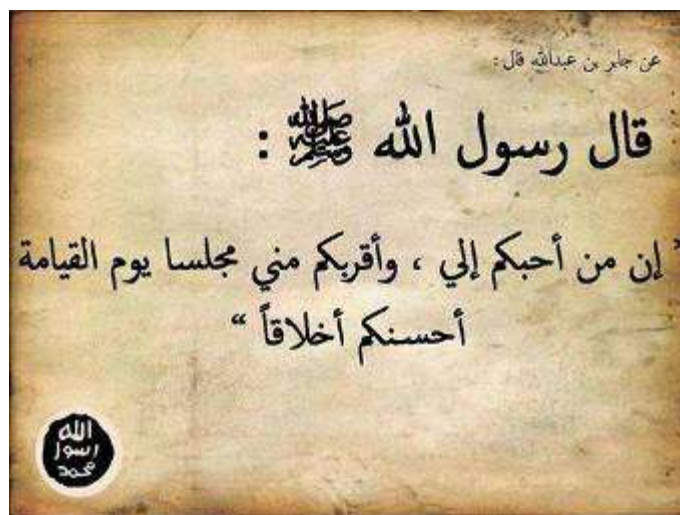 عن جابر بن عبدالله قال :
قال رسول الله ﷺ :
" إن من أحبكم إلي ، وأقربكم مني مجلسا يوم القيامة
أحسنكم أخلاقاً "
الله
رسول
محمد